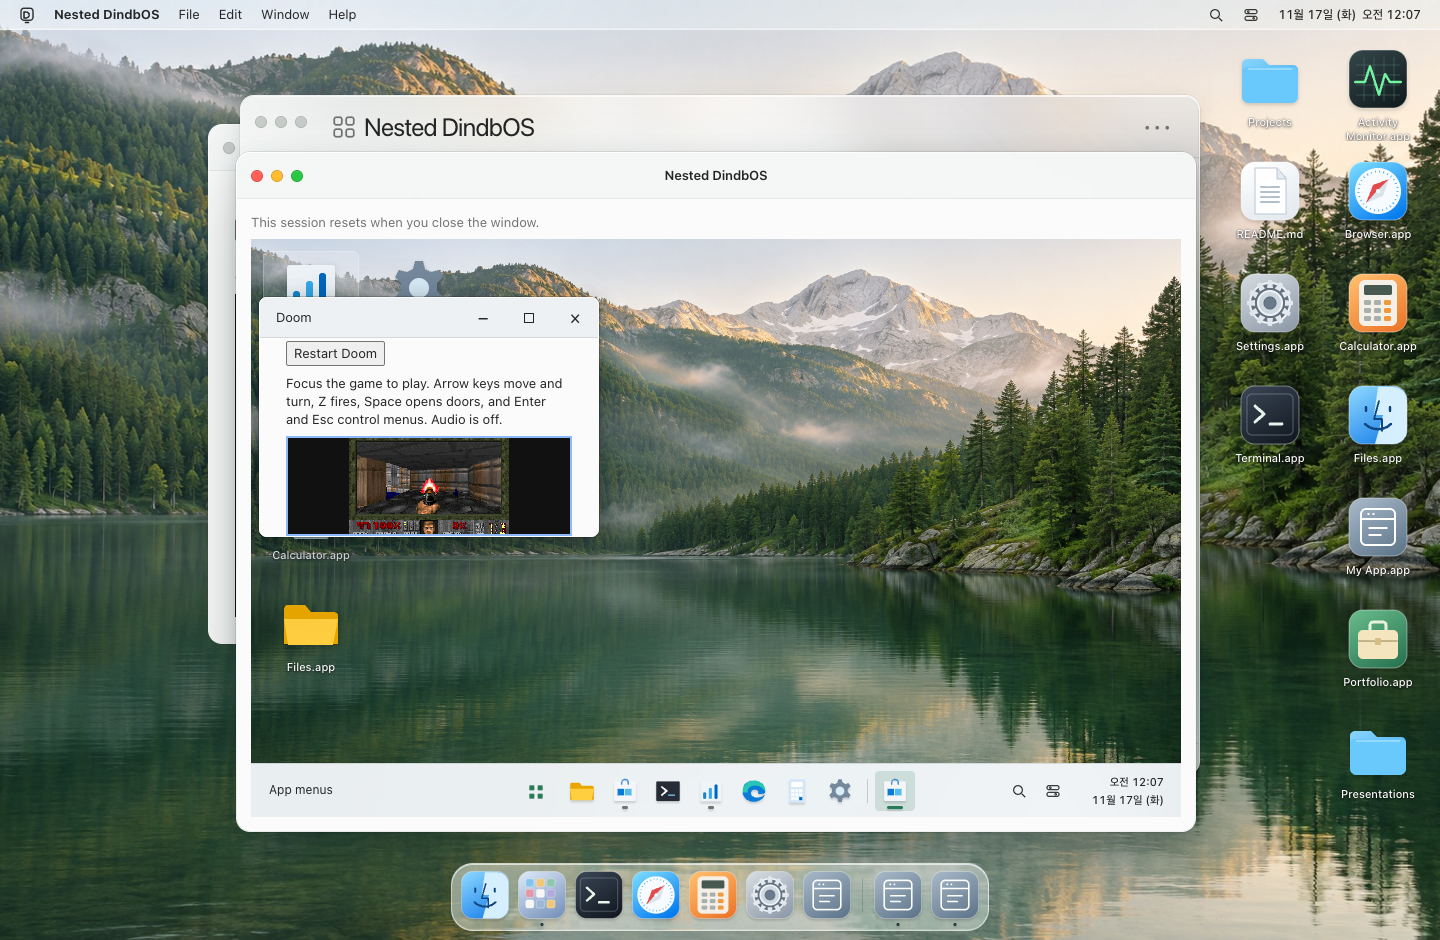 Nested DindbOS File Edit Window Help 11월 17일 (화) 오전 12:07
Projects
Activity Monitor.app
README.md
Browser.app
Settings.app
Calculator.app
Terminal.app
Files.app
My App.app
Portfolio.app
Presentations
Nested DindbOS
Nested DindbOS
This session resets when you close the window.
Doom
Restart Doom
Focus the game to play. Arrow keys move and
turn, Z fires, Space opens doors, and Enter
and Esc control menus. Audio is off.
Calculator.app
Files.app
App menus
오전 12:07
11월 17일 (화)